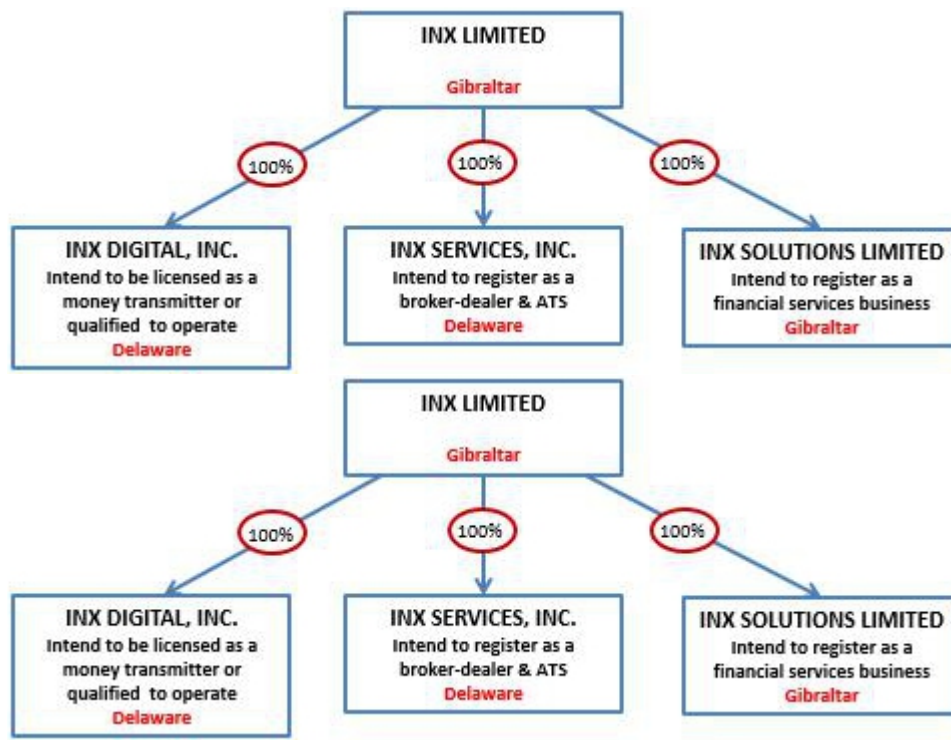 INX LIMITED
Gibraltar
100%
100%
100%
INX DIGITAL, INC.
Intend to be licensed as a
money transmitter or
qualified to operate
Delaware
INX SERVICES, INC.
Intend to register as a
broker-dealer & ATS
Delaware
INX SOLUTIONS LIMITED
Intend to register as a
financial services business
Gibraltar
INX LIMITED
Gibraltar
100%
100%
100%
INX DIGITAL, INC.
Intend to be licensed as a
money transmitter or
qualified to operate
Delaware
INX SERVICES, INC.
Intend to register as a
broker-dealer & ATS
Delaware
INX SOLUTIONS LIMITED
Intend to register as a
financial services business
Gibraltar